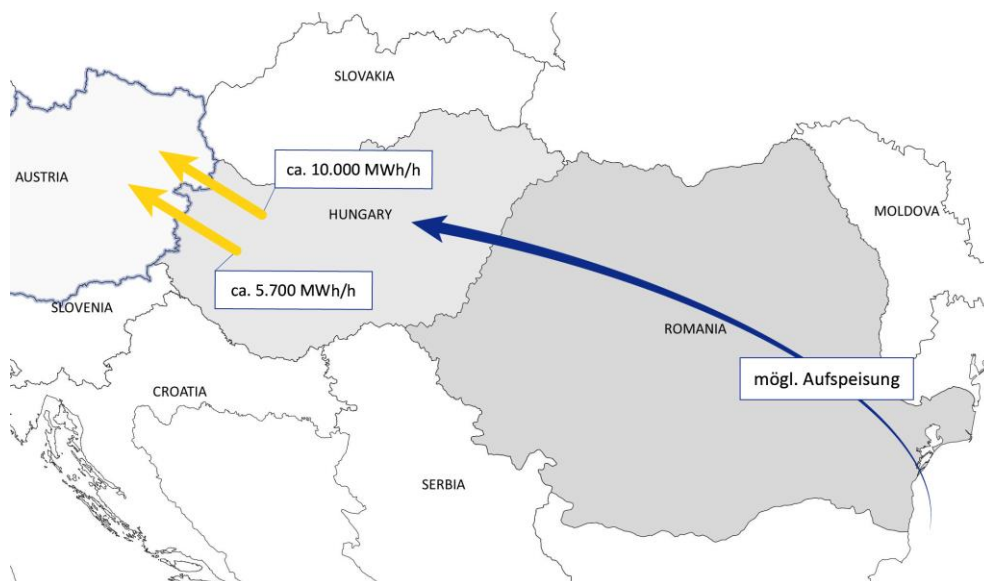 SLOVAKIA
AUSTRIA
ca. 10.000 MWh/h
HUNGARY
MOLDOVA
ca. 5.700 MWh/h
SLOVENIA
ROMANIA
mögl. Aufspeisung
CROATIA
SERBIA